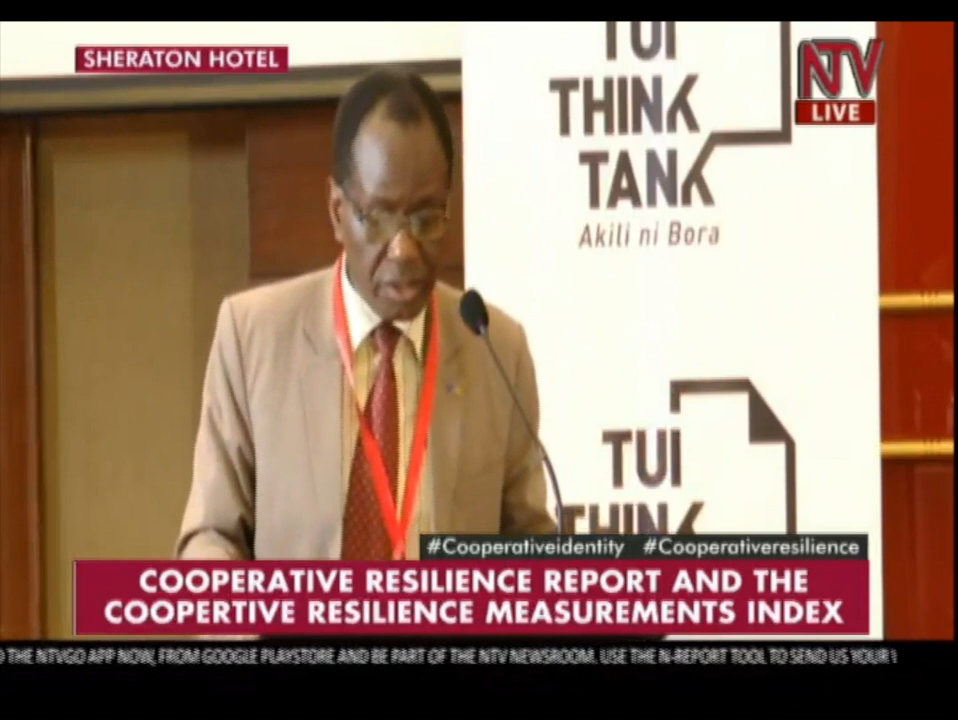 SHERATON HOTEL
NTV
LIVE
TUI
THINK
TANK
Akili ni Bora
TUI
THINK
#Cooperativeidentity #Cooperativeresilience
COOPERATIVE RESILIENCE REPORT AND THE
COOPERTIVE RESILIENCE MEASUREMENTS INDEX
THE NTVGO APP NOW, FROM GOOGLE PLAYSTORE AND BE PART OF THE NTV NEWSROOM. USE THE N-REPORT TOOL TO SEND US YOUR